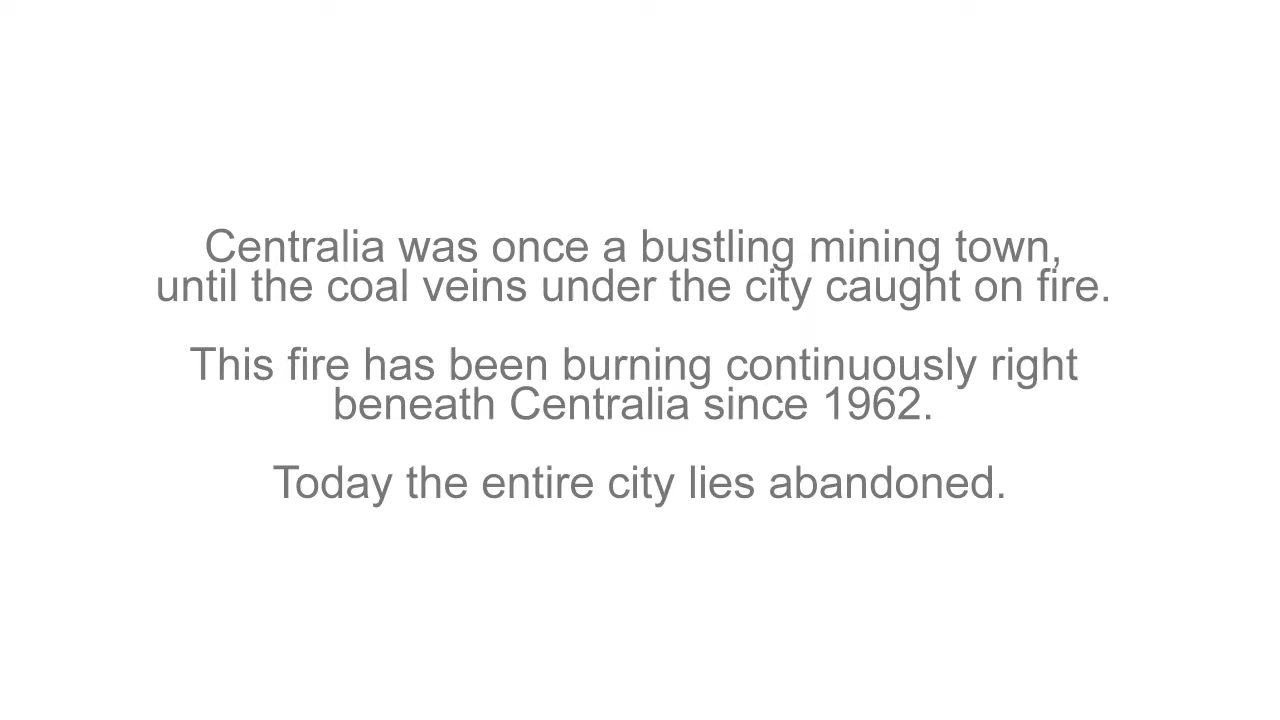 Centralia was once a bustling mining town,
until the coal veins under the city caught on fire.
This fire has been burning continuously right
beneath Centralia since 1962.
Today the entire city lies abandoned.